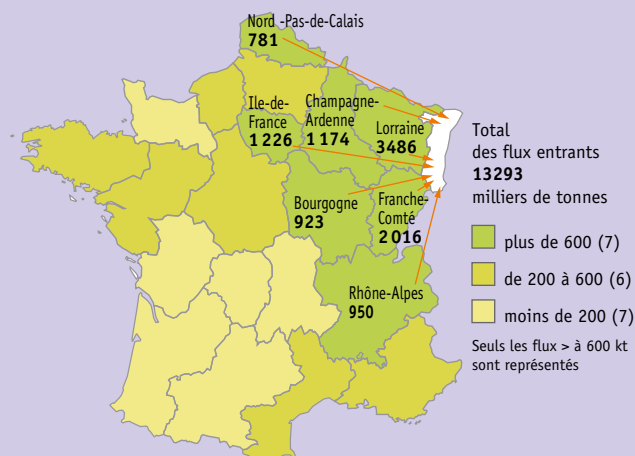 Nord -Pas-de-Calais
781
Ile-de-
France
1 226
Champagne-
Ardenne
1 174
Lorraine
3486
Bourgogne
923
Franche-
Comté
2 016
Rhône-Alpes
950
Total
des flux entrants
13293
milliers de tonnes
plus de 600 (7)
de 200 à 600 (6)
moins de 200 (7)
Seuls les flux > à 600 kt
sont représentés